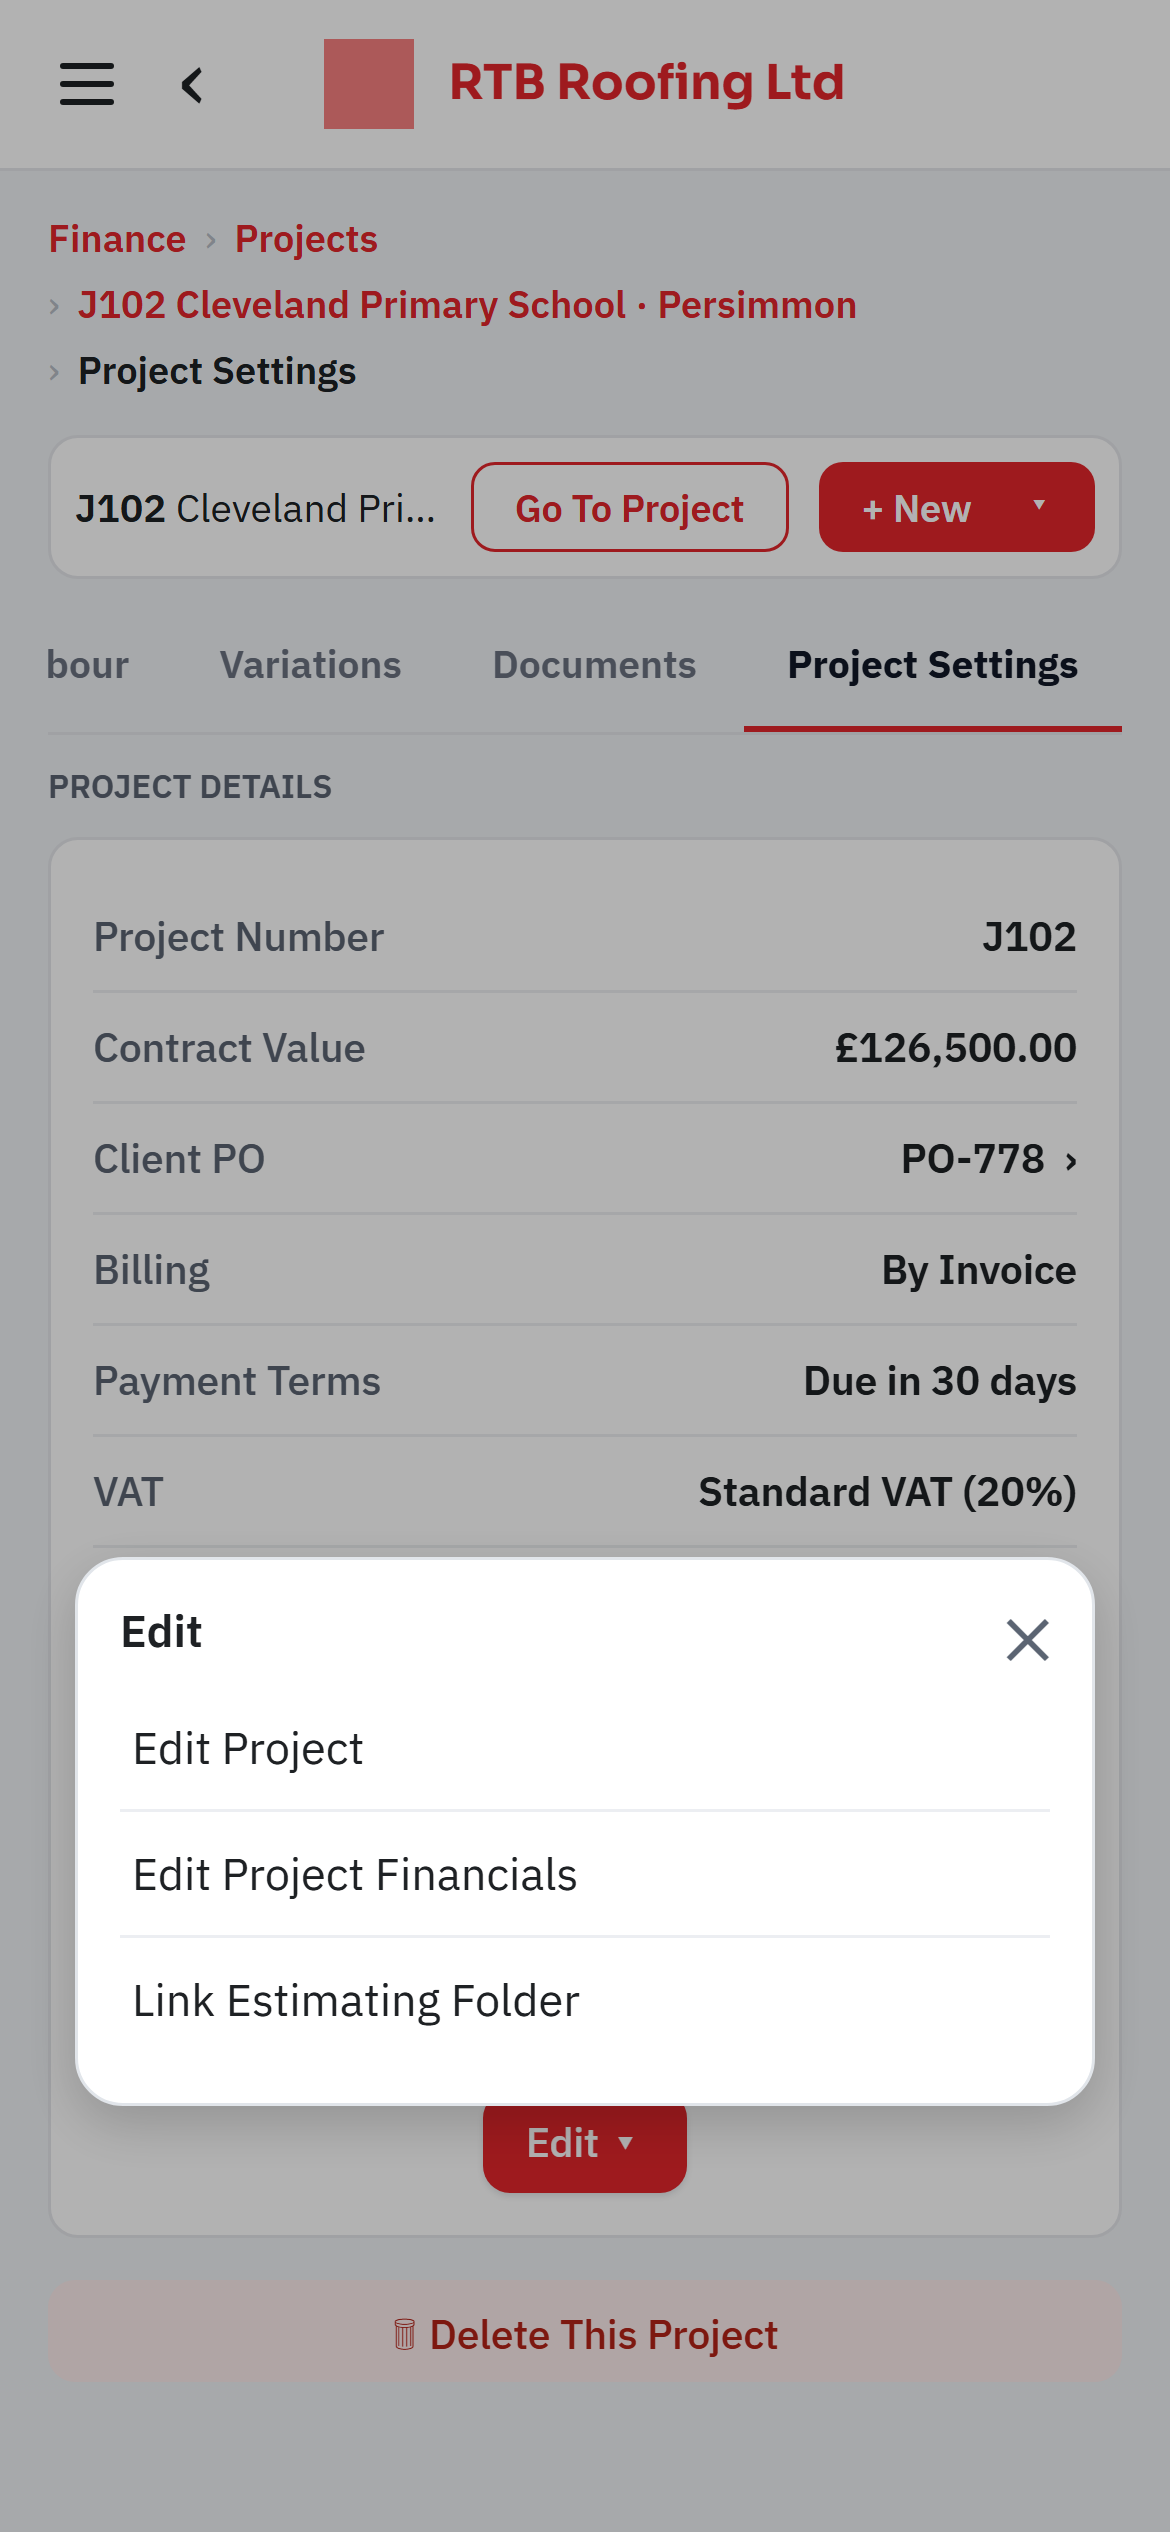 RTB Roofing Ltd
Finance › Projects
› J102 Cleveland Primary School · Persimmon
› Project Settings
J102 Cleveland Pri...
Go To Project
+ New ▼
bour
Variations
Documents
Project Settings
PROJECT DETAILS
Project Number J102
Contract Value £126,500.00
Client PO PO-778 ›
Billing By Invoice
Payment Terms Due in 30 days
VAT Standard VAT (20%)
Edit
Edit Project
Edit Project Financials
Link Estimating Folder
Edit ▼
Delete This Project